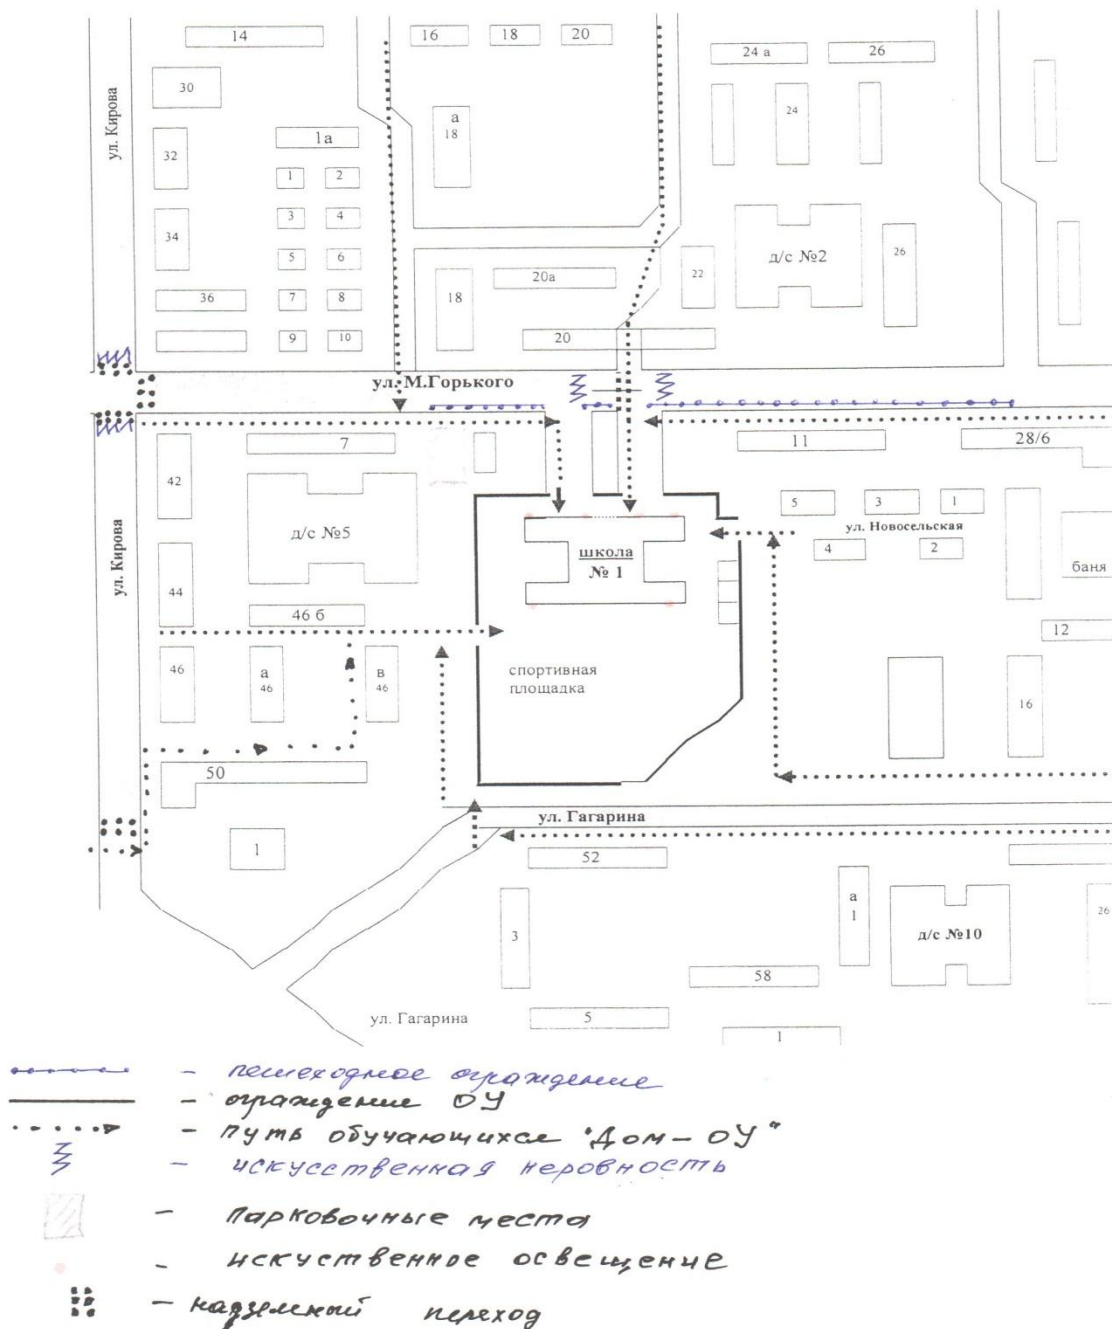 14
16
18
20
24 а
26
30
ул. Кирова
1а
32
1
2
а
18
24
3
4
34
5
6
36
7
8
9
10
18
20а
20
22
д/с №2
26
ул. М.Горького
7
11
28/6
42
д/с №5
5
3
1
ул. Новосельская
4
2
баня
школа
№ 1
ул. Кирова
44
46 б
12
46
а
46
в
46
спортивная
площадка
16
50
ул. Гагарина
1
52
3
а
1
д/с №10
26
58
5
1
ул. Гагарина
- пешеходное ограждение
- ограждение ОУ
- путь обучающихся "Дом-ОУ"
- искусственная неровность
- парковочные места
- искуственное освещение
- надземный переход